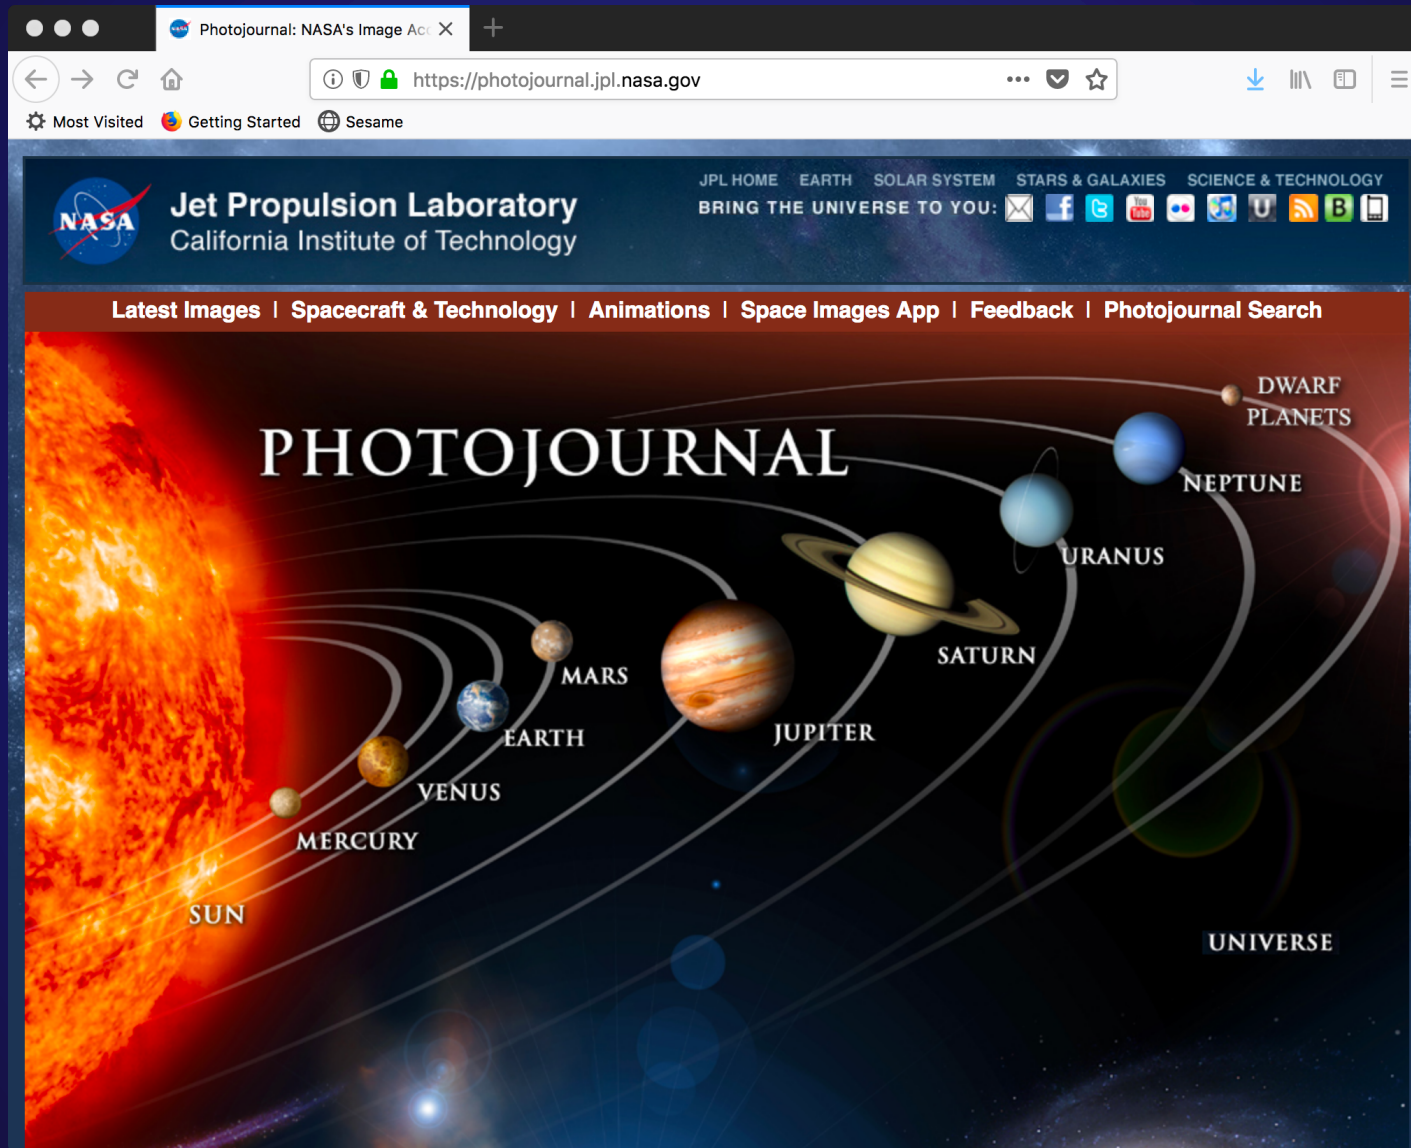 Photojournal: NASA's Image Acc
https://photojournal.jpl.nasa.gov
Most Visited Getting Started Sesame
NASA
Jet Propulsion Laboratory
California Institute of Technology
JPL HOME EARTH SOLAR SYSTEM STARS & GALAXIES SCIENCE & TECHNOLOGY
BRING THE UNIVERSE TO YOU: You Tube U B
Latest Images | Spacecraft & Technology | Animations | Space Images App | Feedback | Photojournal Search
PHOTOJOURNAL
DWARF
PLANETS
NEPTUNE
URANUS
SATURN
MARS
JUPITER
EARTH
VENUS
MERCURY
SUN
UNIVERSE